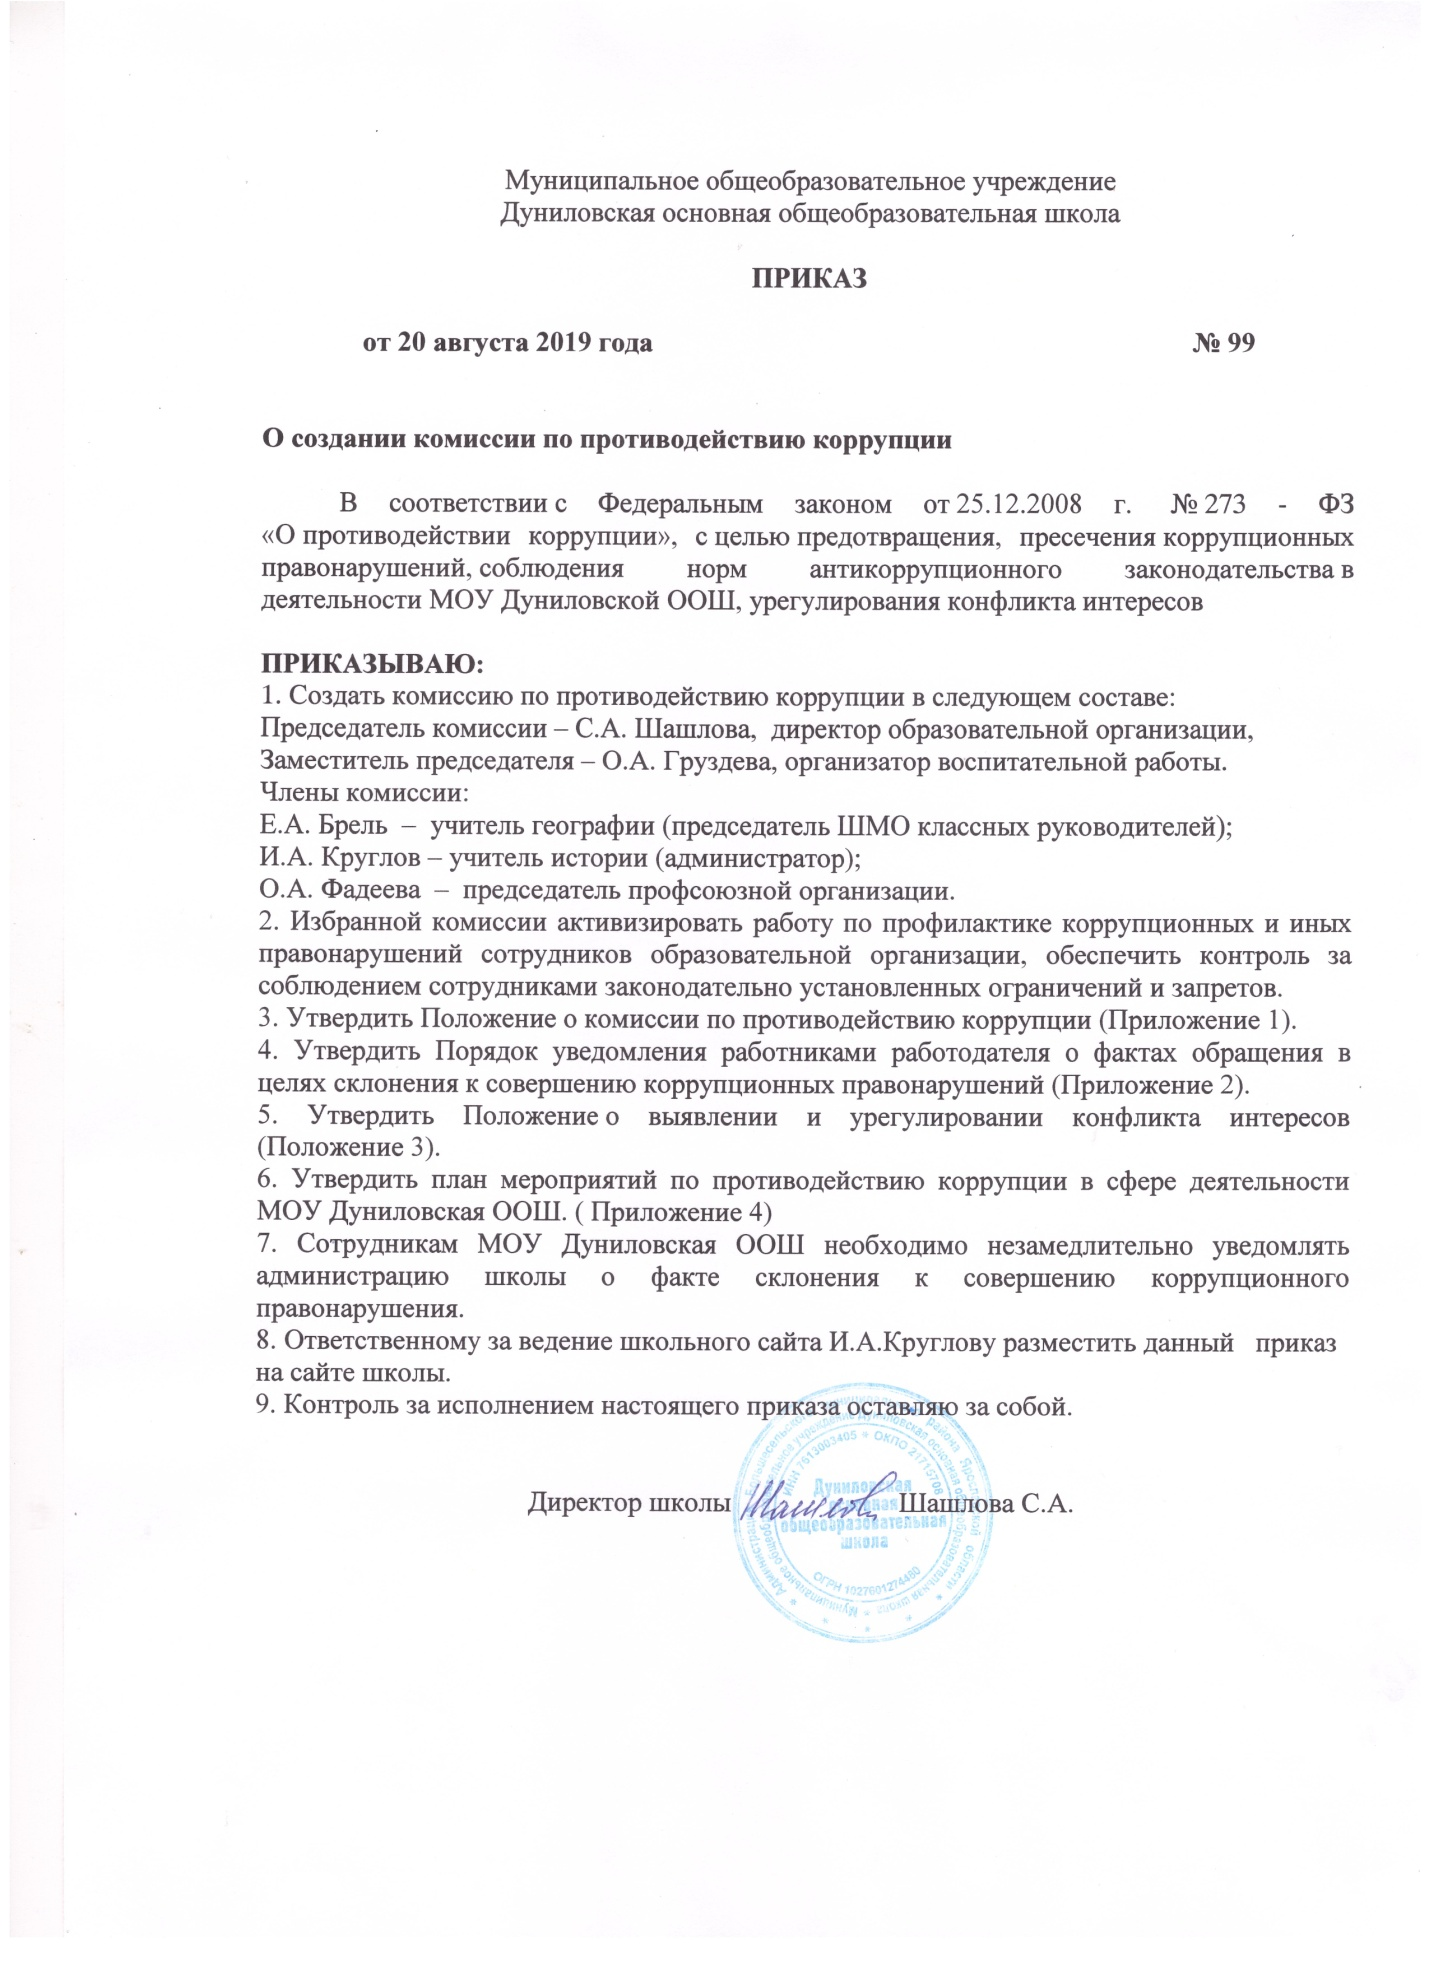 Муниципальное общеобразовательное учреждение
Дуниловская основная общеобразовательная школа
ПРИКАЗ
от 20 августа 2019 года № 99
О создании комиссии по противодействию коррупции
В соответствии с Федеральным законом от 25.12.2008 г. № 273 - ФЗ
«О противодействии коррупции», с целью предотвращения, пресечения коррупционных
правонарушений, соблюдения норм антикоррупционного законодательства в
деятельности МОУ Дуниловской ООШ, урегулирования конфликта интересов
ПРИКАЗЫВАЮ:
1. Создать комиссию по противодействию коррупции в следующем составе:
Председатель комиссии – С.А. Шашлова, директор образовательной организации,
Заместитель председателя – О.А. Груздева, организатор воспитательной работы.
Члены комиссии:
Е.А. Брель – учитель географии (председатель ШМО классных руководителей);
И.А. Круглов – учитель истории (администратор);
О.А. Фадеева – председатель профсоюзной организации.
2. Избранной комиссии активизировать работу по профилактике коррупционных и иных
правонарушений сотрудников образовательной организации, обеспечить контроль за
соблюдением сотрудниками законодательно установленных ограничений и запретов.
3. Утвердить Положение о комиссии по противодействию коррупции (Приложение 1).
4. Утвердить Порядок уведомления работниками работодателя о фактах обращения в
целях склонения к совершению коррупционных правонарушений (Приложение 2).
5. Утвердить Положение о выявлении и урегулировании конфликта интересов
(Положение 3).
6. Утвердить план мероприятий по противодействию коррупции в сфере деятельности
МОУ Дуниловская ООШ. ( Приложение 4)
7. Сотрудникам МОУ Дуниловская ООШ необходимо незамедлительно уведомлять
администрацию школы о факте склонения к совершению коррупционного
правонарушения.
8. Ответственному за ведение школьного сайта И.А.Круглову разместить данный приказ
на сайте школы.
9. Контроль за исполнением настоящего приказа оставляю за собой.
Директор школы Шашлова С.А.
ИНН 7613003405 * ОКПО 21715708
Дуниловская
основная
общеобразовательная
школа
ОГРН 1027601274480